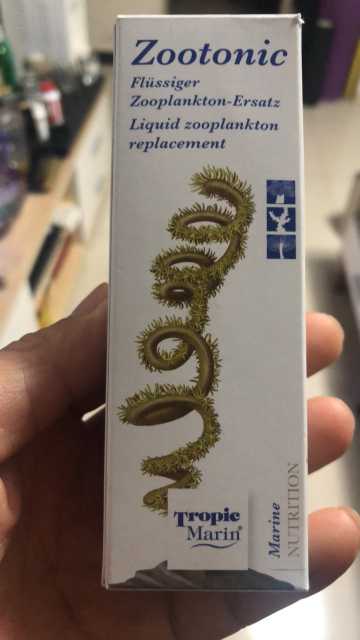 Zootonic
Flüssiger
Zooplankton-Ersatz
Liquid zooplankton
replacement
Tropic
Marin®
Marine
NUTRITION